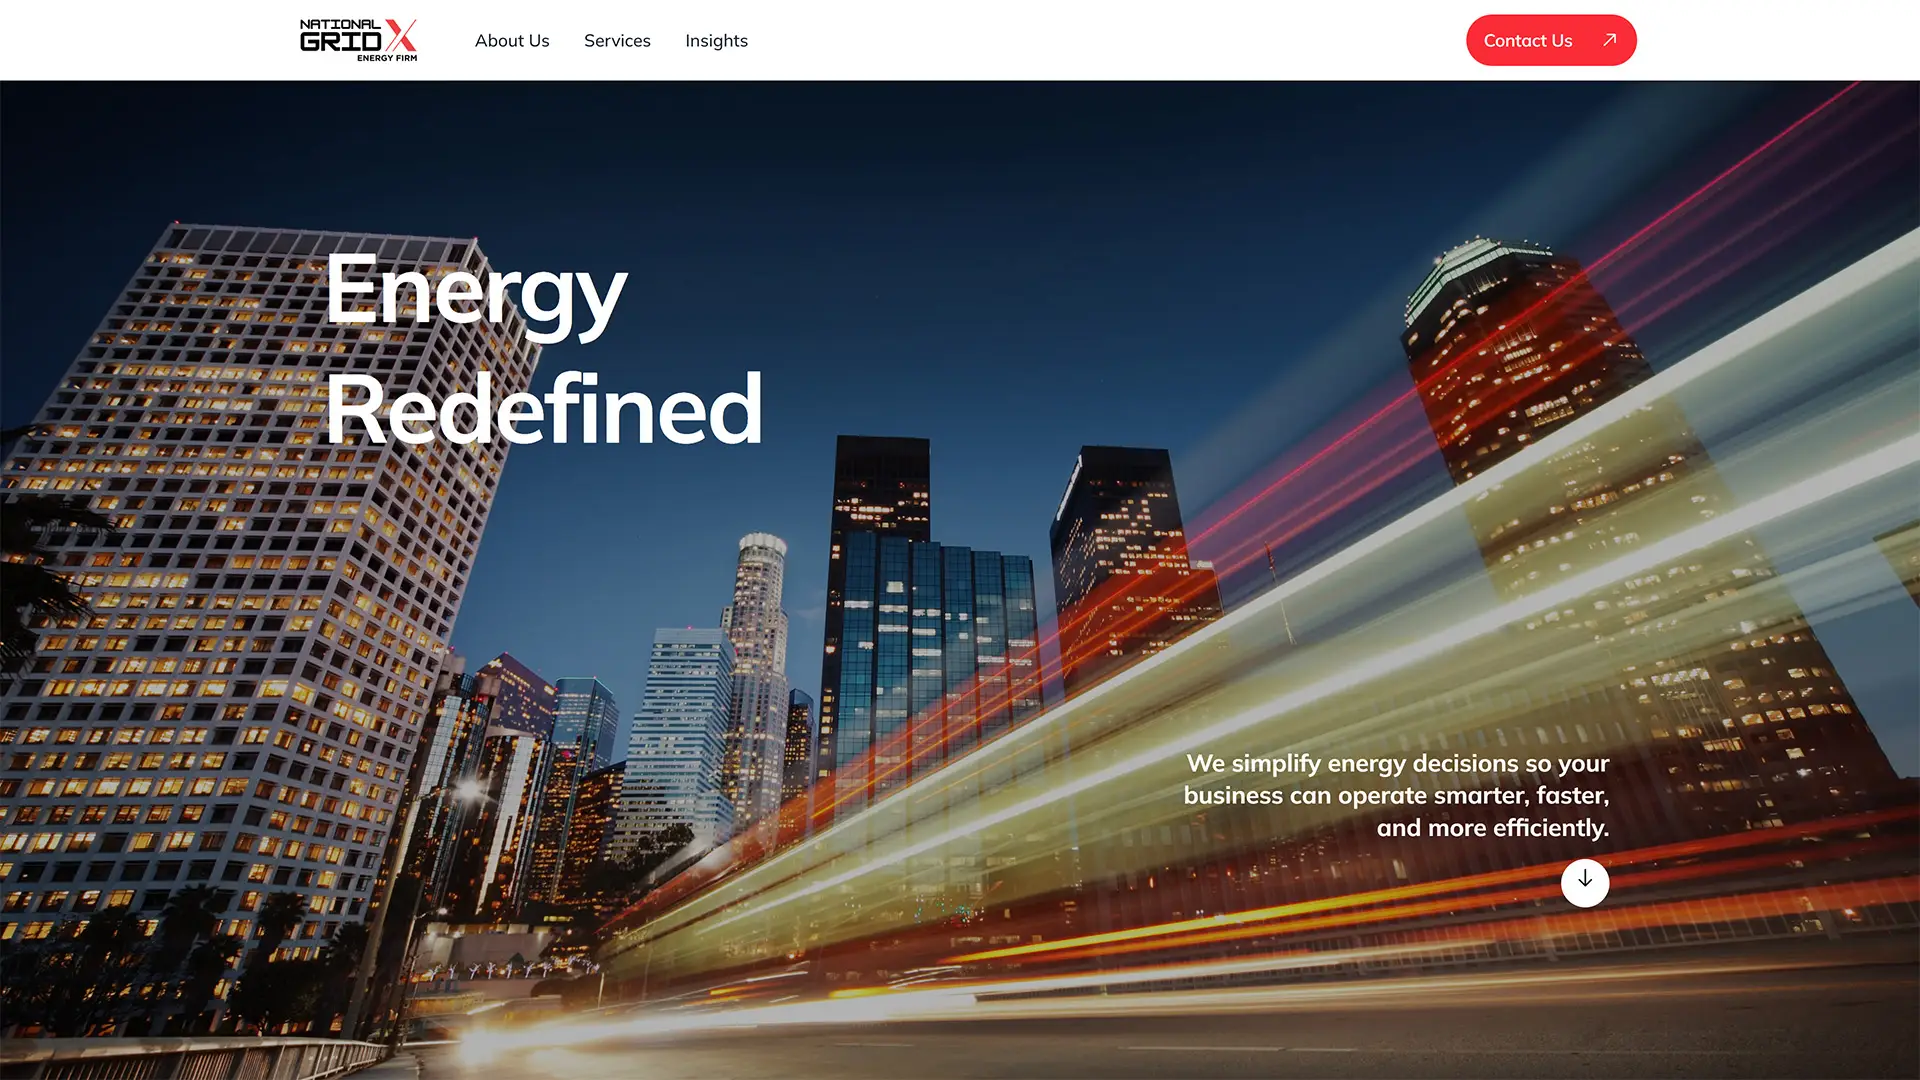 NATIONAL
GRID X
ENERGY FIRM
About Us
Services
Insights
Contact Us
Energy
Redefined
We simplify energy decisions so your
business can operate smarter, faster,
and more efficiently.